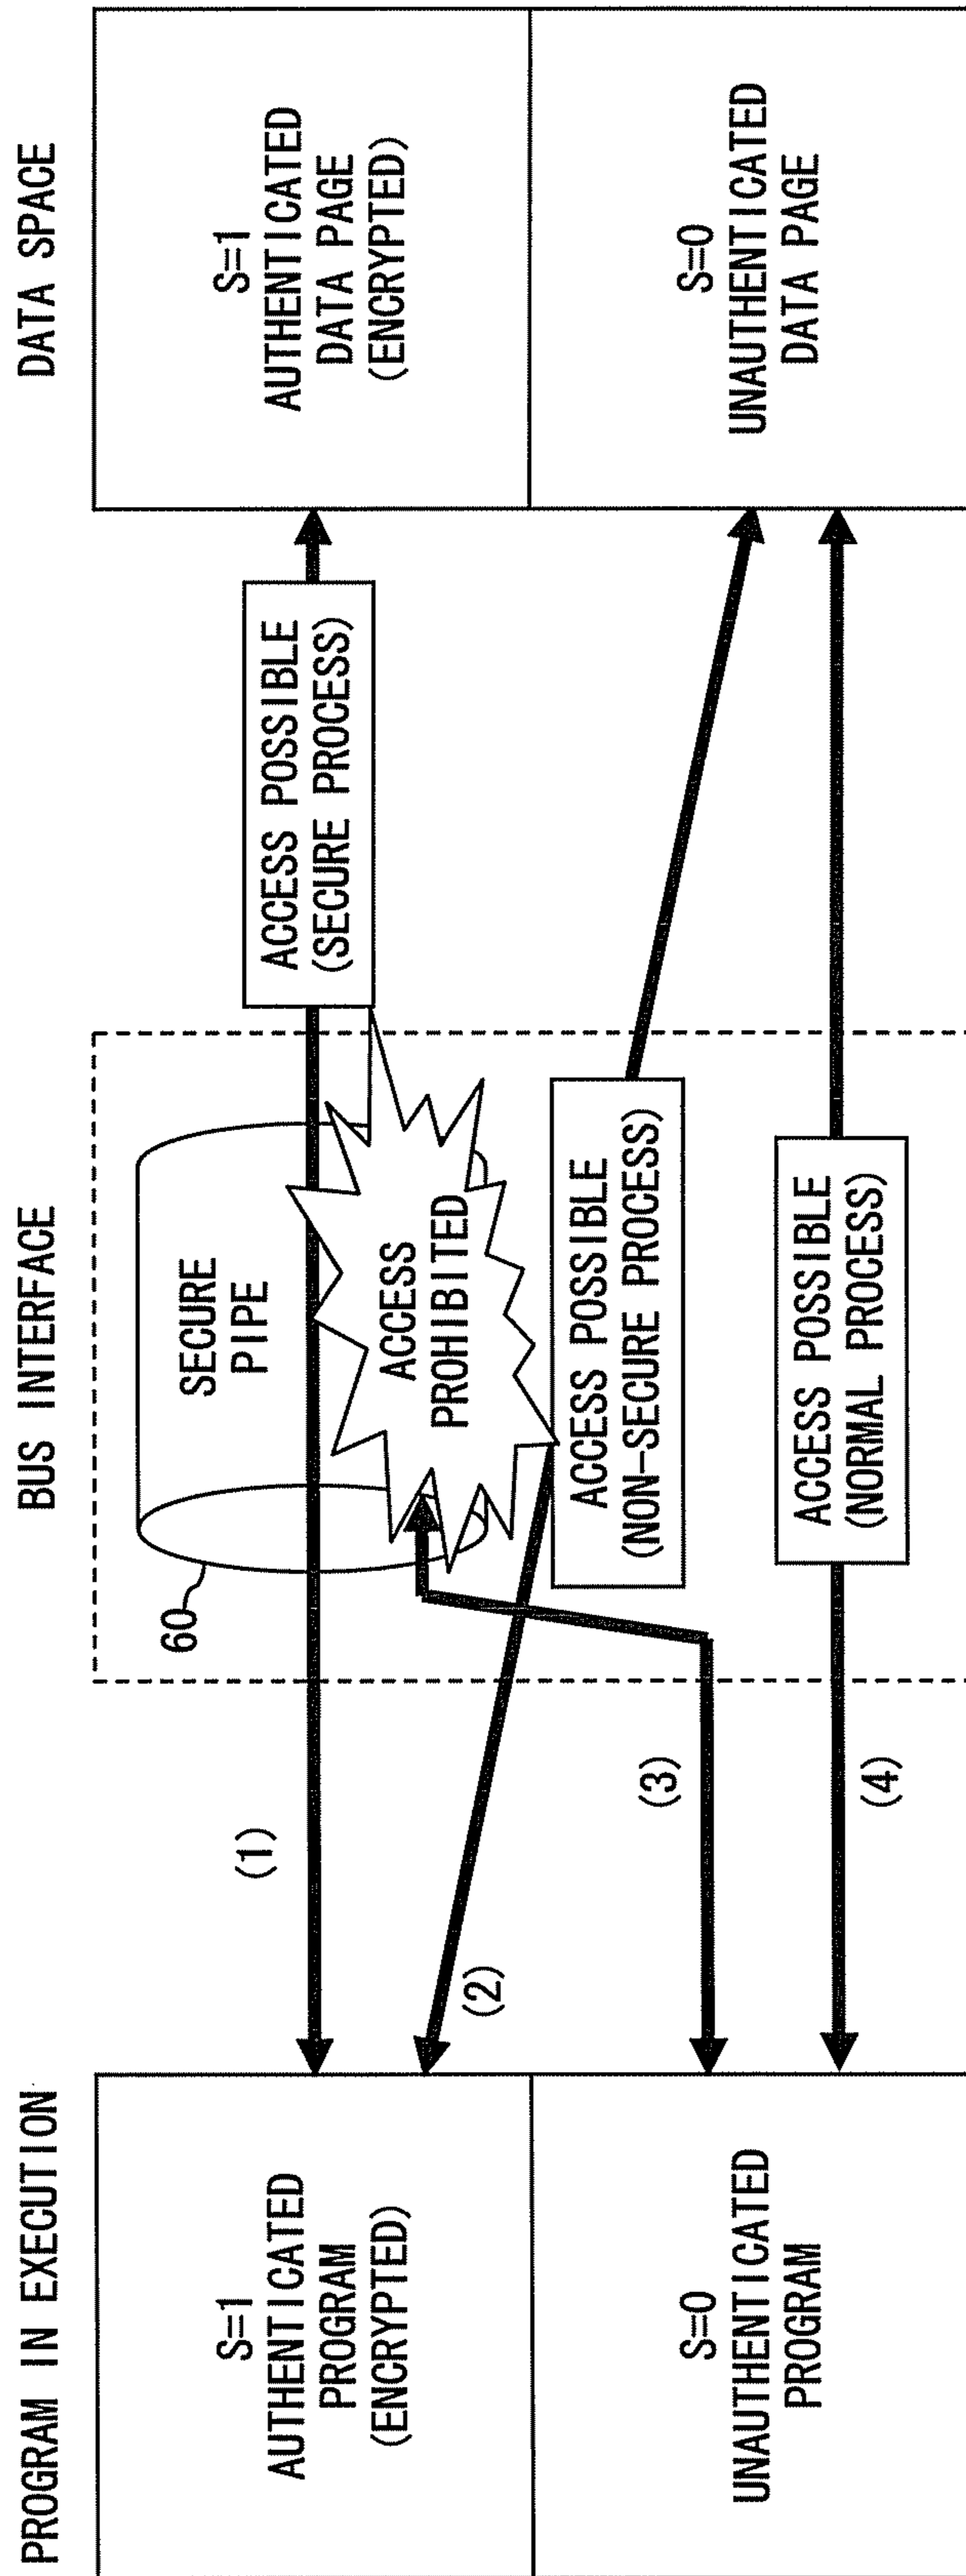 PROGRAM IN EXECUTION
BUS INTERFACE
DATA SPACE
S=1
AUTHENTICATED
PROGRAM
(ENCRYPTED)
S=0
UNAUTHENTICATED
PROGRAM
(1)
(2)
(3)
(4)
60
SECURE
PIPE
ACCESS
PROHIBITED
ACCESS POSSIBLE
(SECURE PROCESS)
ACCESS POSSIBLE
(NON-SECURE PROCESS)
ACCESS POSSIBLE
(NORMAL PROCESS)
S=1
AUTHENTICATED
DATA PAGE
(ENCRYPTED)
S=0
UNAUTHENTICATED
DATA PAGE